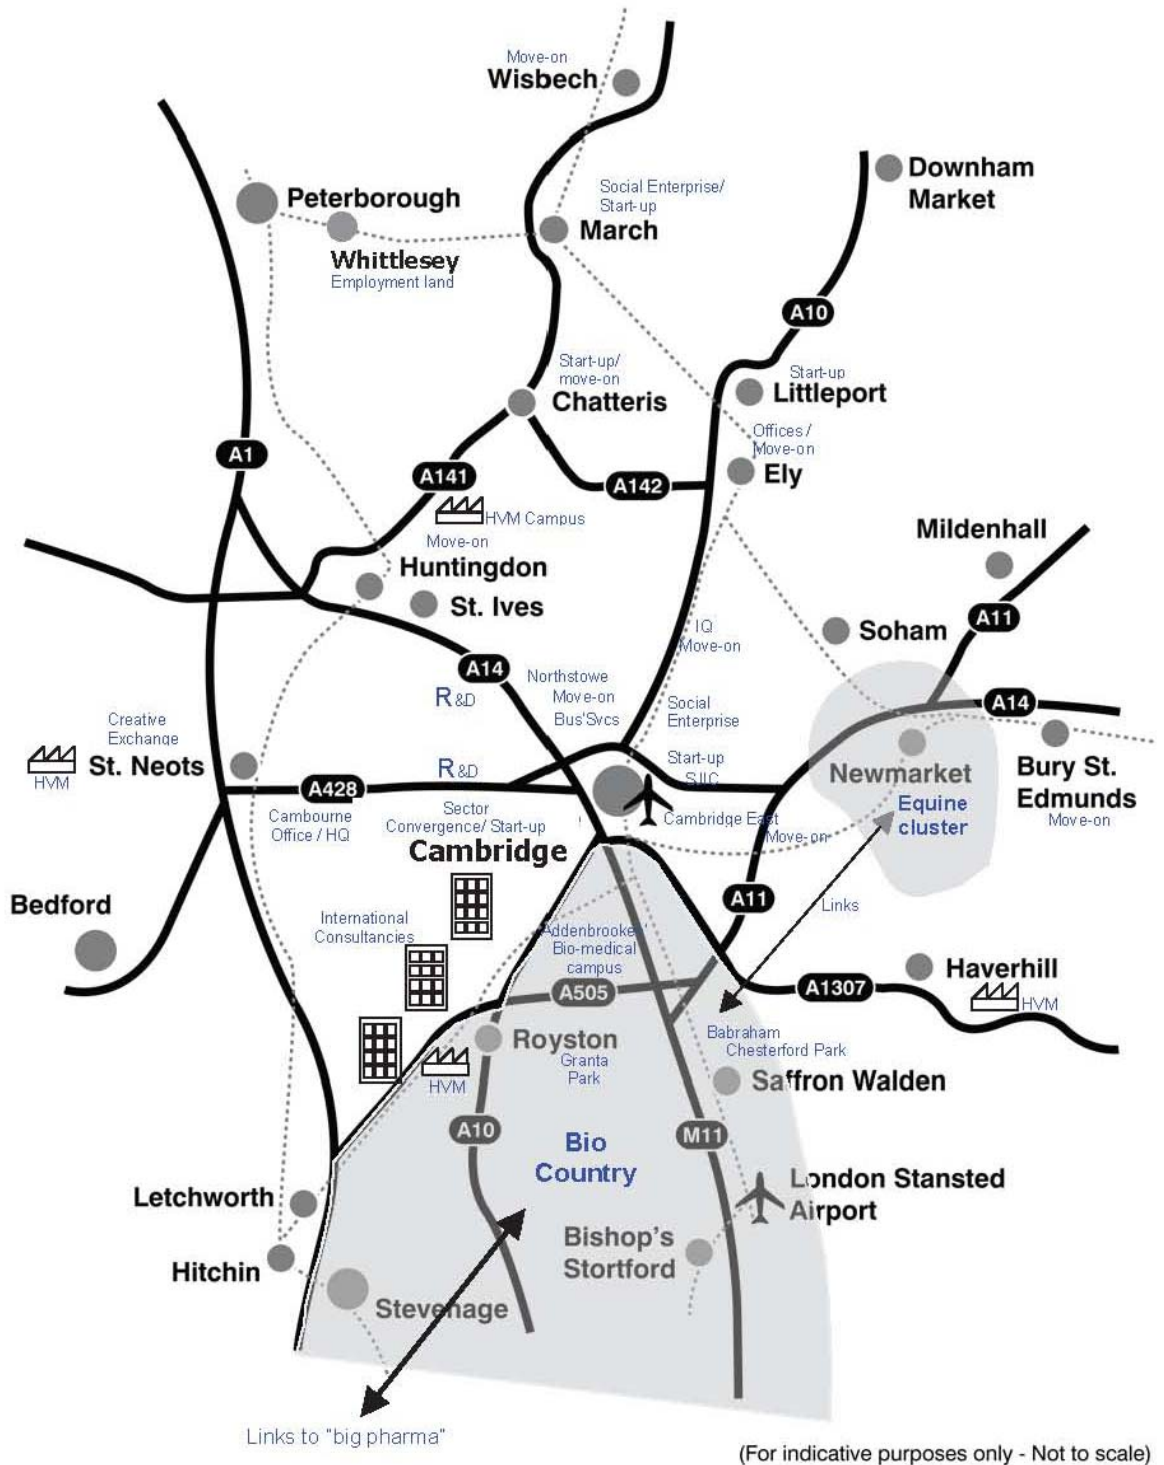 Move-on
Wisbech
Downham
Market
Peterborough
Social Enterprise/
Start-up
March
Whittlesey
Employment land
A10
Start-up/
move-on
Chatteris
Start-up
Littleport
Offices /
Move-on
Ely
A1
A141
A142
HVM Campus
Move-on
Huntingdon
St. Ives
Mildenhall
A11
Soham
IQ
Move-on
A14
Northstowe
Move-on
Bus'Svcs
R&D
Social
Enterprise
A14
Creative
Exchange
HVM
St. Neots
R&D
Start-up
SJIC
Newmarket
Bury St.
Edmunds
Move-on
Equine
cluster
A428
Cambourne
Office / HQ
Sector
Convergence/ Start-up
Cambridge East
Move-on
Cambridge
Bedford
International
Consultancies
A11
Links
Addenbrookes'
Bio-medical
campus
A505
A1307
Haverhill
HVM
Royston
Granta
Park
HVM
Babraham
Chesterford Park
Saffron Walden
A10
M11
Bio
Country
Letchworth
London Stansted
Airport
Hitchin
Bishop's
Stortford
Stevenage
Links to "big pharma"
(For indicative purposes only - Not to scale)